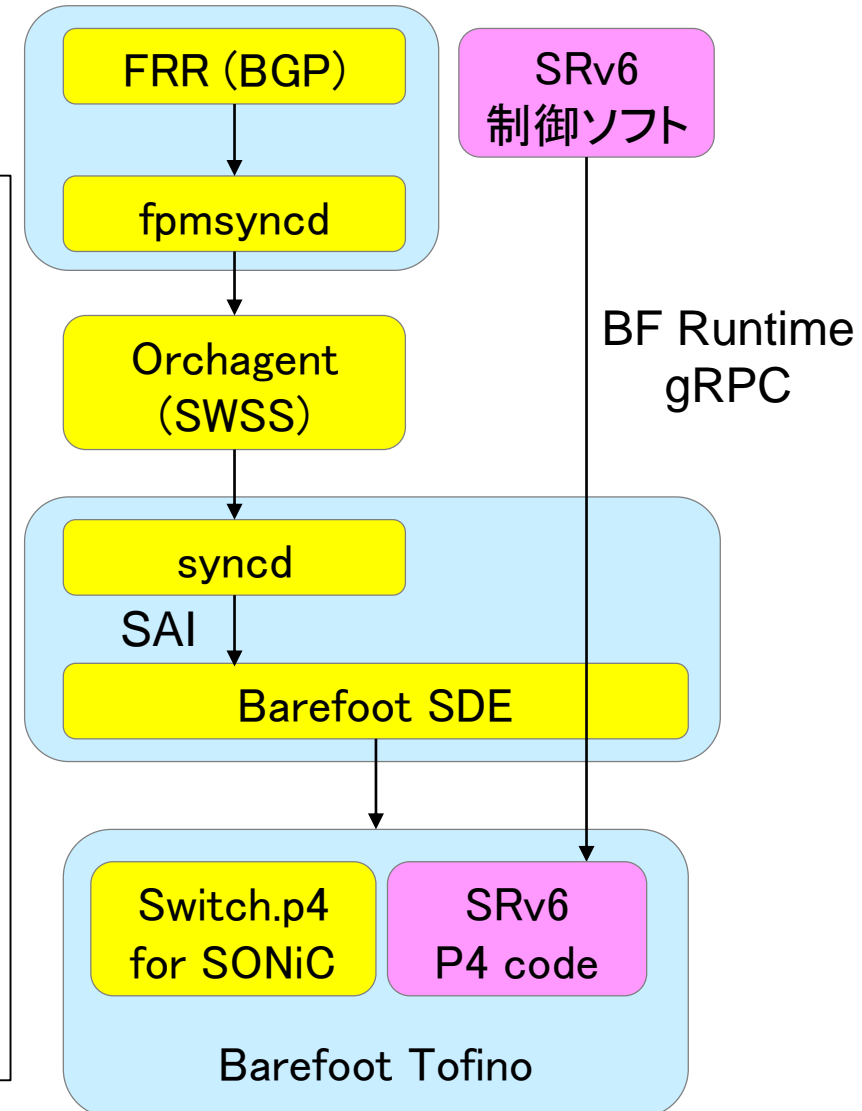 FRR (BGP)
SRv6
制御ソフト
fpmsyncd
Orchagent
(SWSS)
BF Runtime
gRPC
syncd
SAI
Barefoot SDE
Switch.p4
for SONiC
SRv6
P4 code
Barefoot Tofino